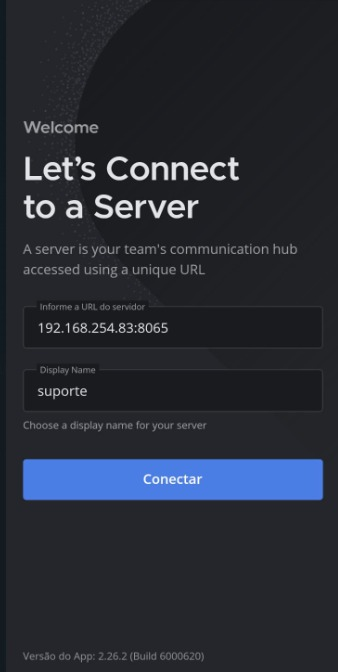 Welcome
Let's Connect
to a Server
A server is your team's communication hub
accessed using a unique URL
Informe a URL do servidor
192.168.254.83:8065
Display Name
suporte
Choose a display name for your server
Conectar
Versão do App: 2.26.2 (Build 6000620)